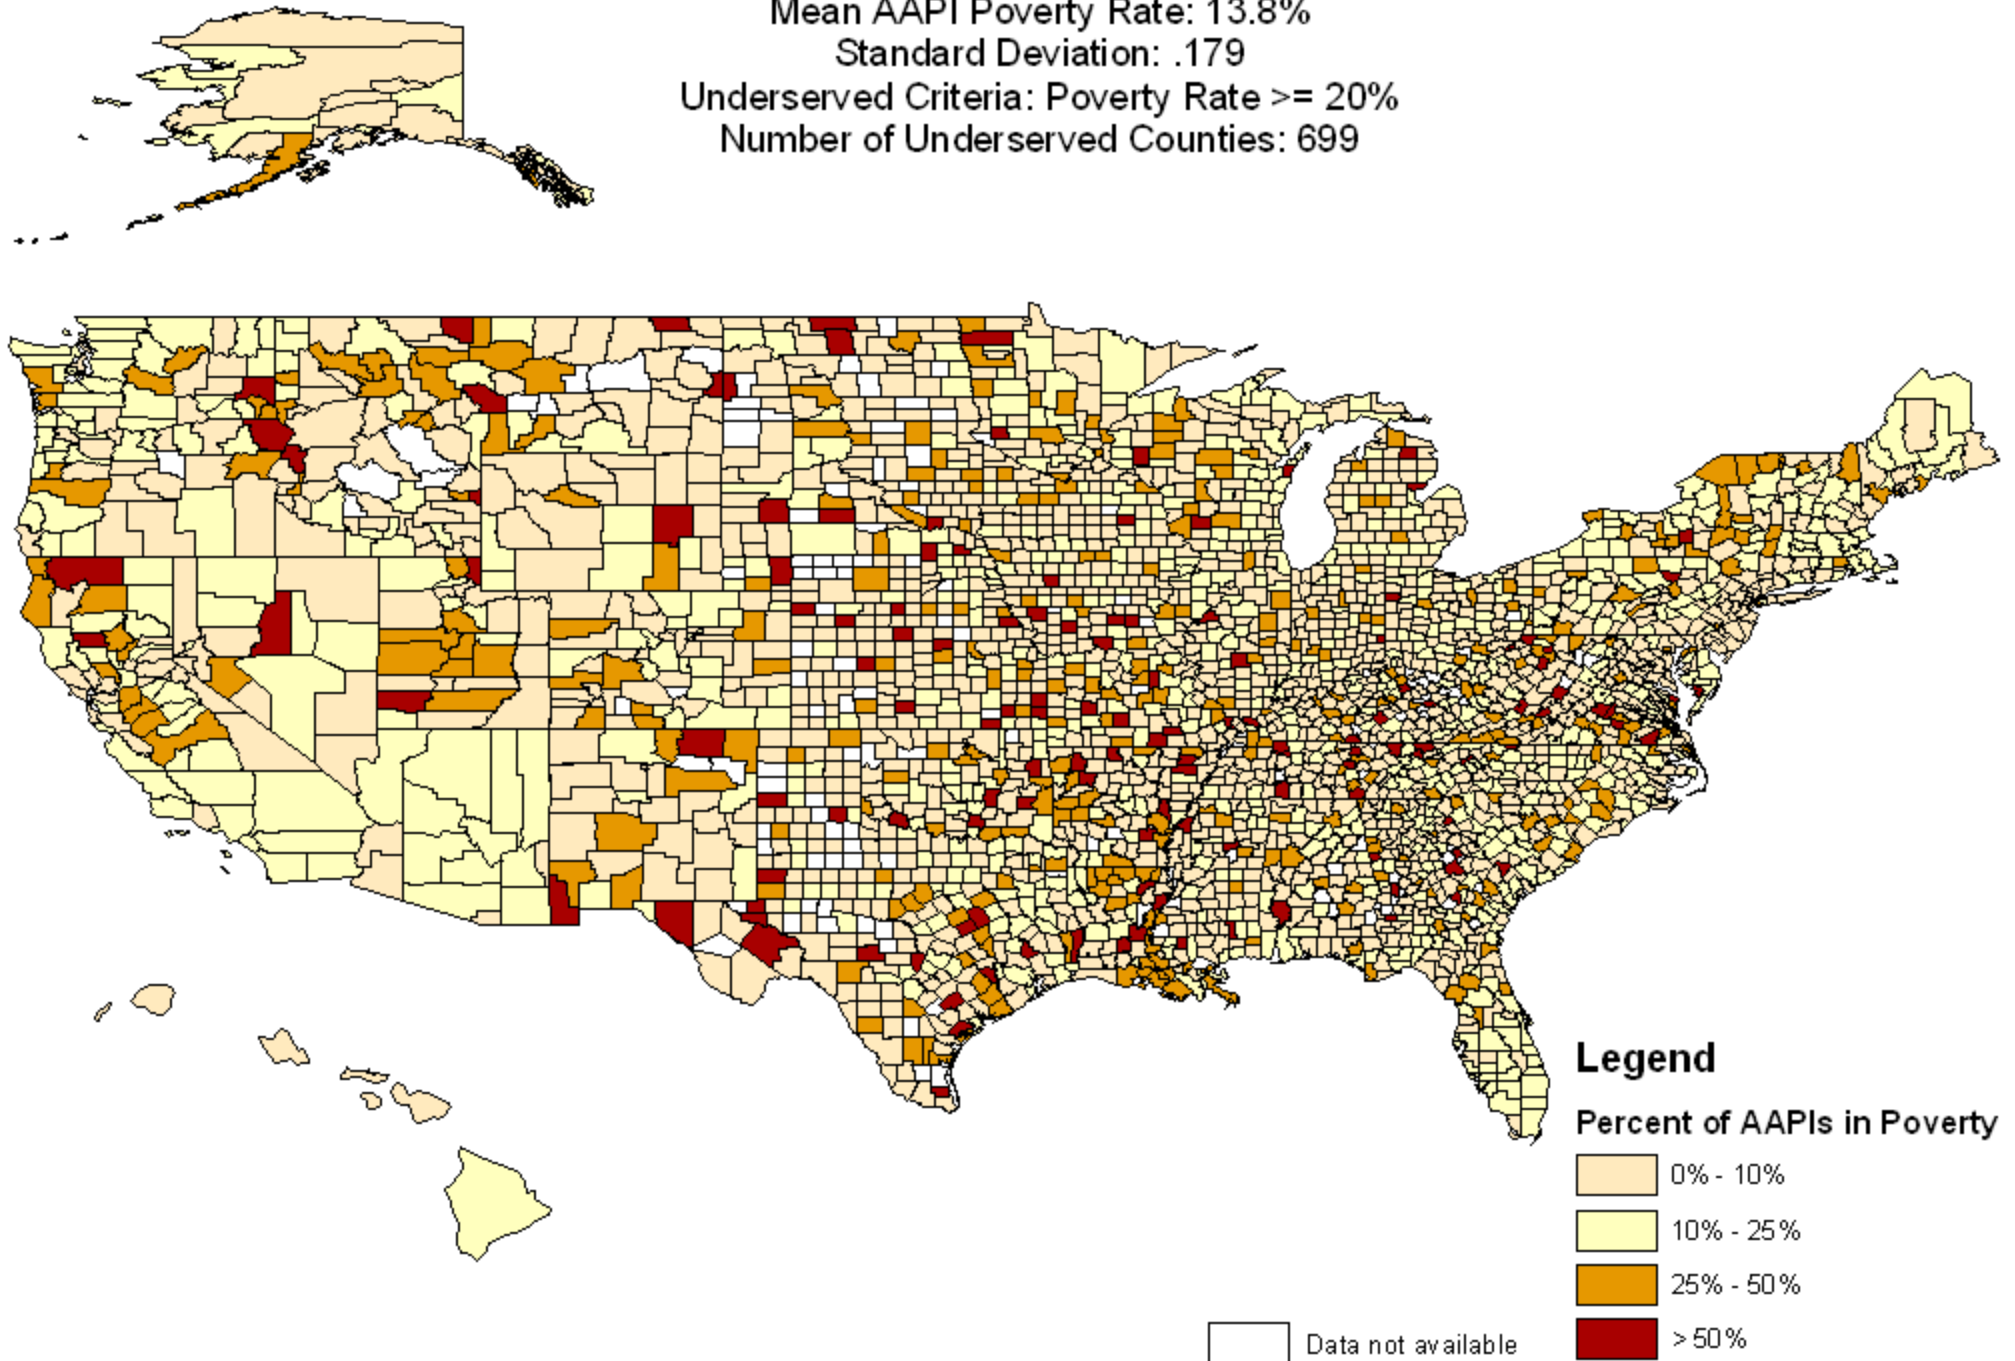 Mean AAPI Poverty Rate: 13.8%
Standard Deviation: .179
Underserved Criteria: Poverty Rate >= 20%
Number of Underserved Counties: 699
Legend
Percent of AAPIs in Poverty
0% - 10%
10% - 25%
25% - 50%
>50%
Data not available